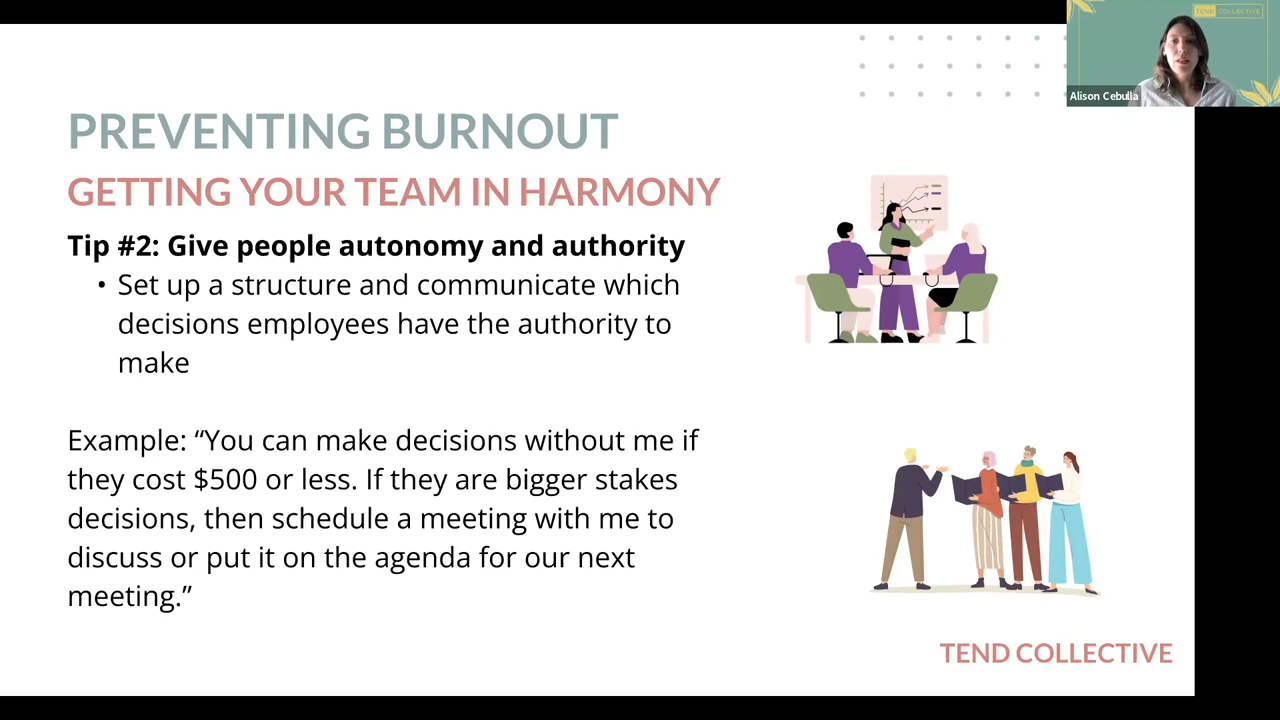 TEND COLLECTIVE
Alison Cebulla
PREVENTING BURNOUT
GETTING YOUR TEAM IN HARMONY
Tip #2: Give people autonomy and authority
• Set up a structure and communicate which
decisions employees have the authority to
make
Example: “You can make decisions without me if
they cost $500 or less. If they are bigger stakes
decisions, then schedule a meeting with me to
discuss or put it on the agenda for our next
meeting.”
TEND COLLECTIVE